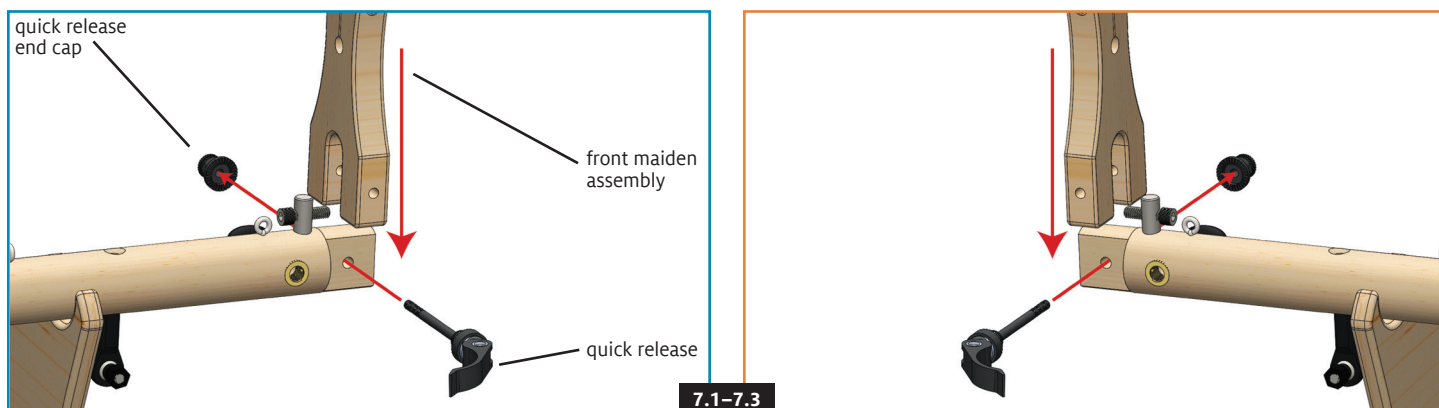 quick release
end cap
front maiden
assembly
quick release
7.1–7.3